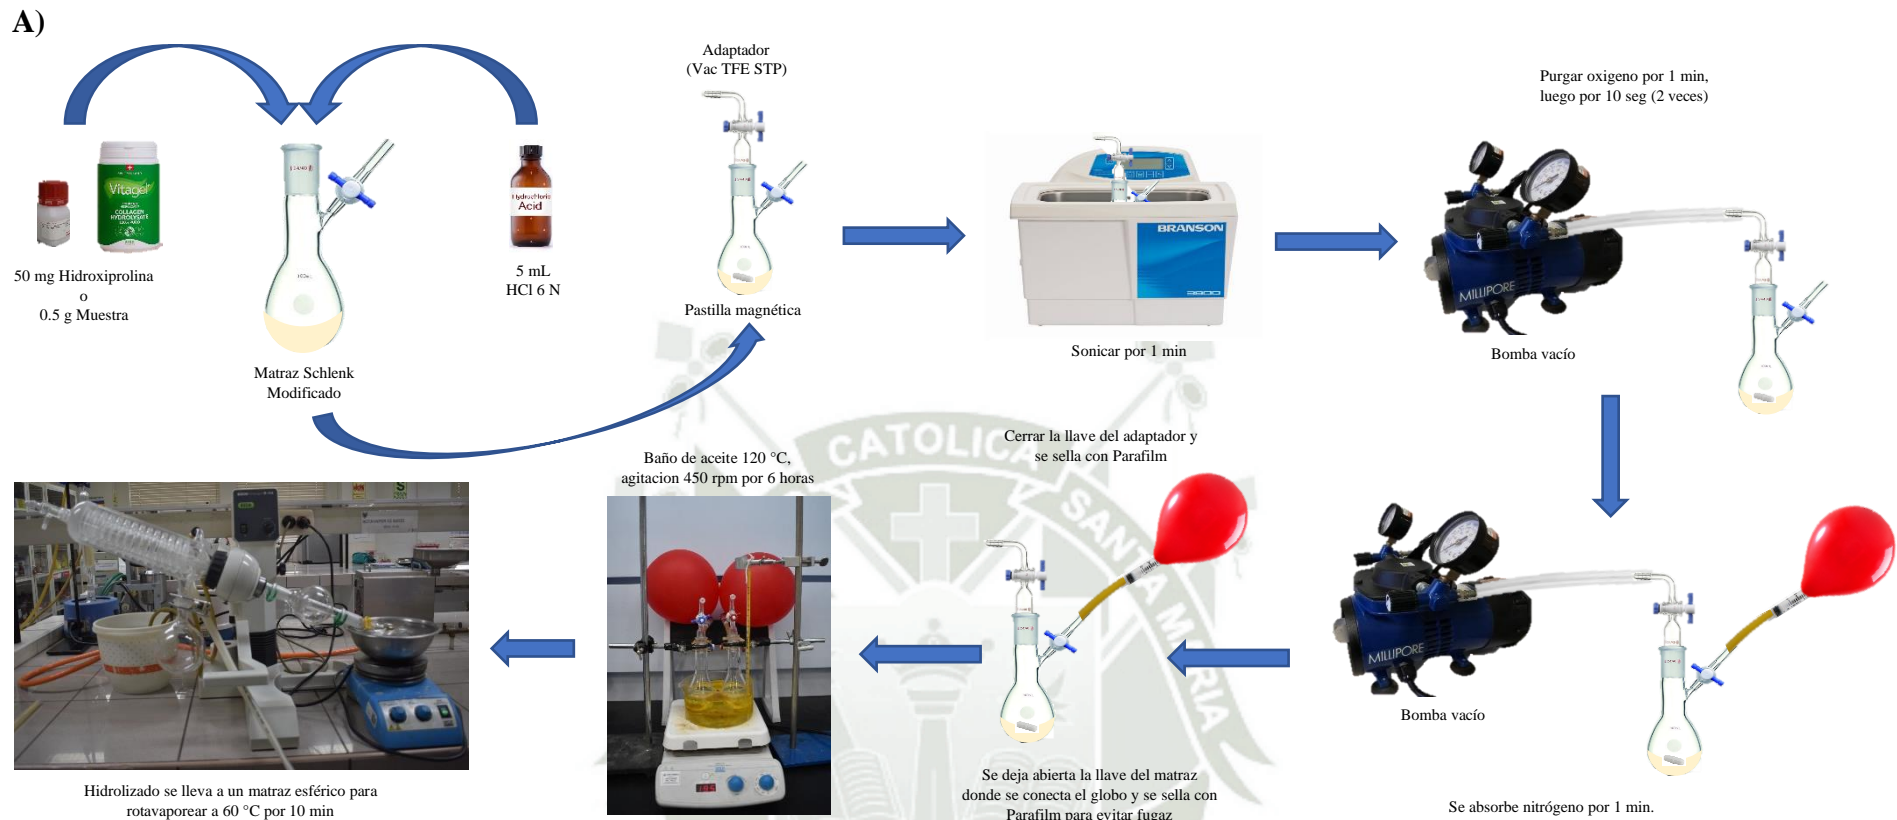 A)
50 mg Hidroxiprolina
o
0.5 g Muestra
Vitagel
COLLAGEN
HYDROLYSATE
Matraz Schlenk
Modificado
Acid
5 mL
HCl 6 N
Adaptador
(Vac TFE STP)
Pastilla magnética
BRANSON
Sonicar por 1 min
Purgar oxigeno por 1 min,
luego por 10 seg (2 veces)
MILLIPORE
Bomba vacío
MILLIPORE
Bomba vacío
Se absorbe nitrógeno por 1 min.
Cerrar la llave del adaptador y
se sella con Parafilm
Se deja abierta la llave del matraz
donde se conecta el globo y se sella con
Parafilm para evitar fugaz
Baño de aceite 120 °C,
agitacion 450 rpm por 6 horas
Hidrolizado se lleva a un matraz esférico para
rotavaporear a 60 °C por 10 min
CATOLICA
SANTA MARIA